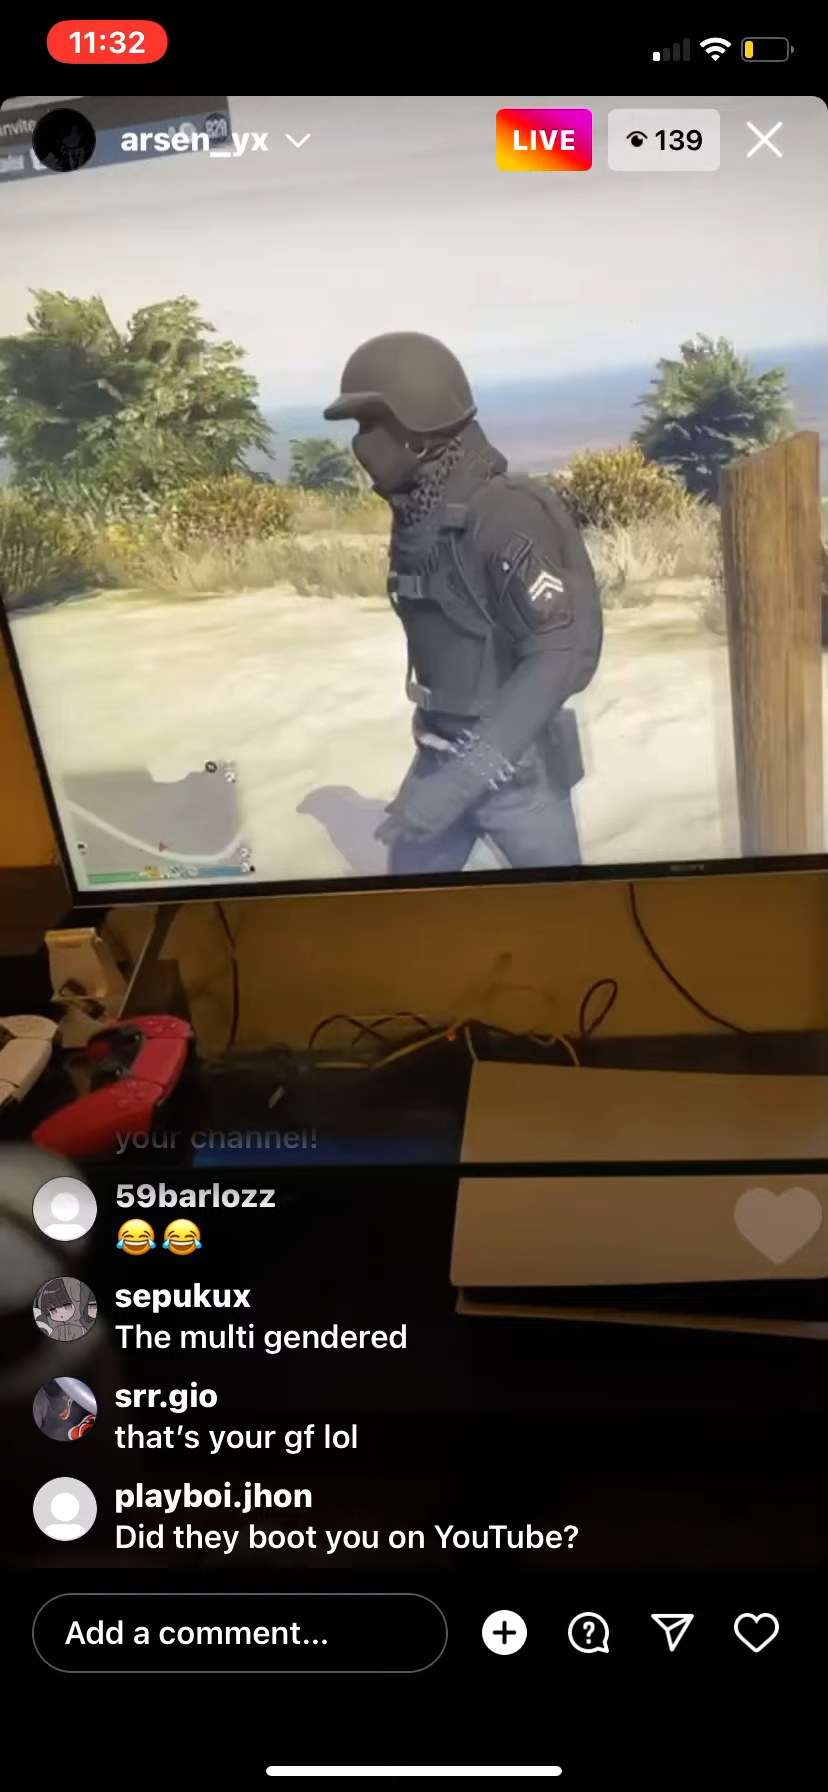 11:32
arsen_yx
LIVE
139
your channel!
59barlozz
😂😂
sepukux
The multi gendered
srr.gio
that's your gf lol
playboi.jhon
Did they boot you on YouTube?
Add a comment...